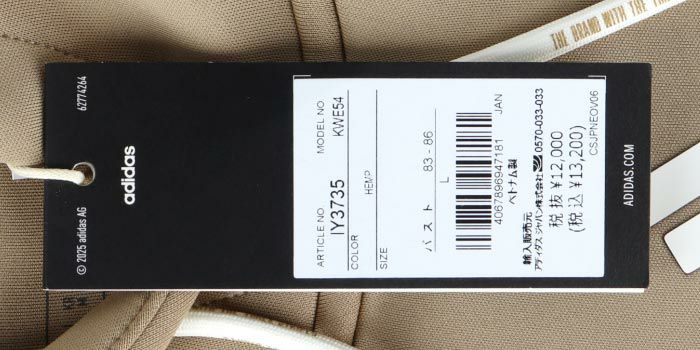 THE BRAND WITH THE
62774264
adidas
© 2025 adidas AG
ARTICLE NO.
IY3735
MODEL NO.
KWE54
COLOR
HEMP
SIZE
バスト 83 - 86
L
JAN
4067896947181
ベトナム製
輸入販売元
アディダス ジャパン株式会社 0570-033-033
税 抜 ¥12,000
(税 込 ¥13,200)
CSJPNEOV06
ADIDAS.COM